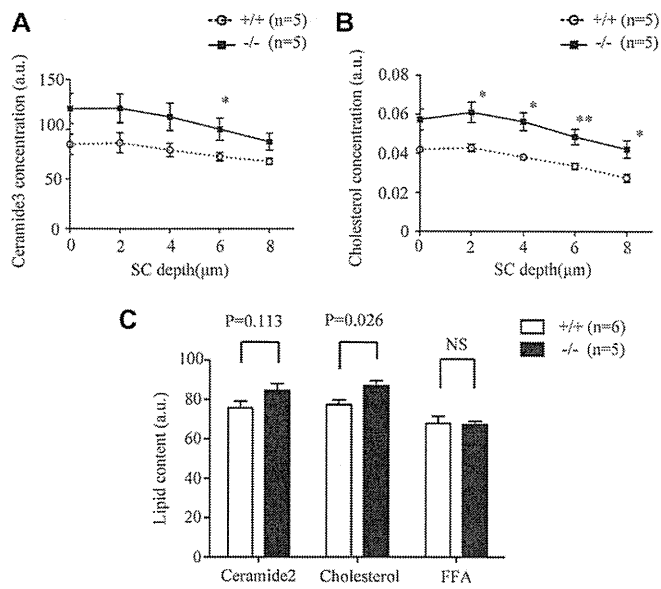 A
+/+ (n=5)
-/- (n=5)
Ceramide3 concentration (a.u.)
150
100
50
0
*
0 2 4 6 8
SC depth(μm)
B
+/+ (n=5)
-/- (n=5)
Cholesterol concentration (a.u.)
0.08
0.06
0.04
0.02
0
* * ** *
0 2 4 6 8
SC depth(μm)
C
+/+ (n=6)
-/- (n=5)
P=0.113 P=0.026 NS
Lipid content (a.u.)
100
80
60
40
20
0
Ceramide2 Cholesterol FFA